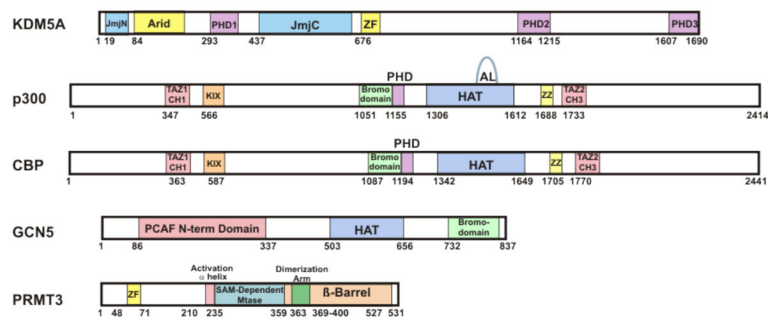 KDM5A
JmjN
Arid
PHD1
JmjC
ZF
PHD2
PHD3
1 19 84 293 437 676 1164 1215 1607 1690
PHD
AL
p300
TAZ1
CH1
KIX
Bromo
domain
HAT
ZZ
TAZ2
CH3
1 347 566 1051 1155 1306 1612 1688 1733 2414
PHD
CBP
TAZ1
CH1
KIX
Bromo
domain
HAT
ZZ
TAZ2
CH3
1 363 587 1087 1194 1342 1649 1705 1770 2441
GCN5
PCAF N-term Domain
HAT
Bromo-
domain
1 86 337 503 656 732 837
Activation
α helix
Dimerization
Arm
PRMT3
ZF
SAM-Dependent
Mtase
ß-Barrel
1 48 71 210 235 359 363 369-400 527 531